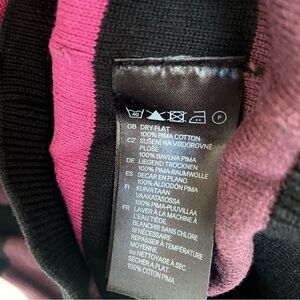 40 P
GB DRY FLAT
100% PIMA COTTON
CZ SUŠENÍ NA VODOROVNÉ
PLOŠE
100% BAVLNA PIMA
DE LIEGEND TROCKNEN
100% PIMA-BAUMWOLLE
ES SECAR EN PLANO
100% ALGODÓN PIMA
FI KUIVATAAN
VAAKATASOSSA
100% PIMA-PUUVILLAA
FR LAVER À LA MACHINE À
L'EAU TIÈDE
BLANCHIR SANS CHLORE
SI NÉCESSAIRE
REPASSER À TEMPÉRATURE
MOYENNE
ou NETTOYAGE À SEC
SÉCHER À PLAT
100% COTON PIMA